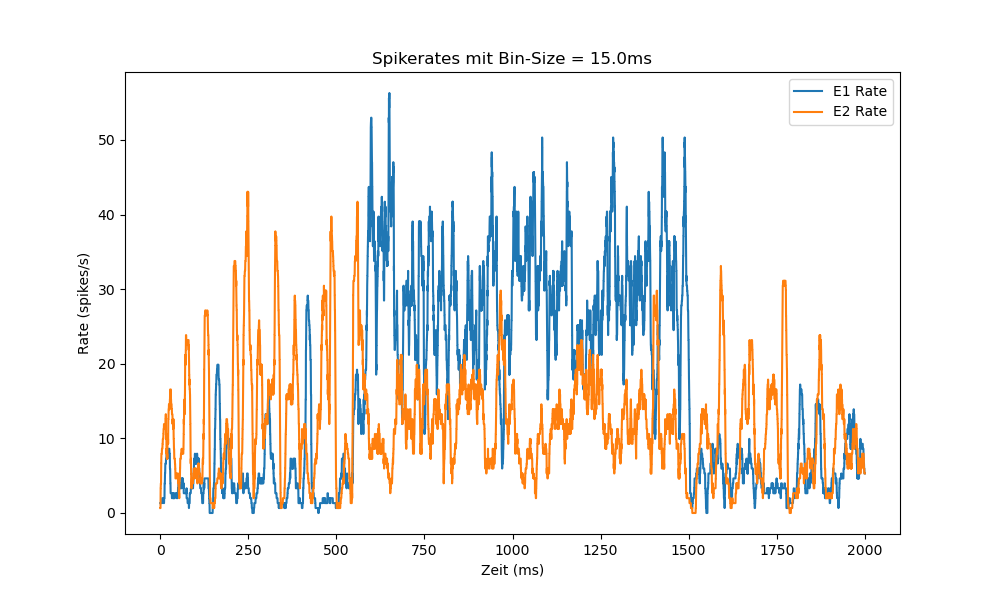 Spikerates mit Bin-Size = 15.0ms
E1 Rate
E2 Rate
Rate (spikes/s)
50
40
30
20
10
0
0 250 500 750 1000 1250 1500 1750 2000
Zeit (ms)